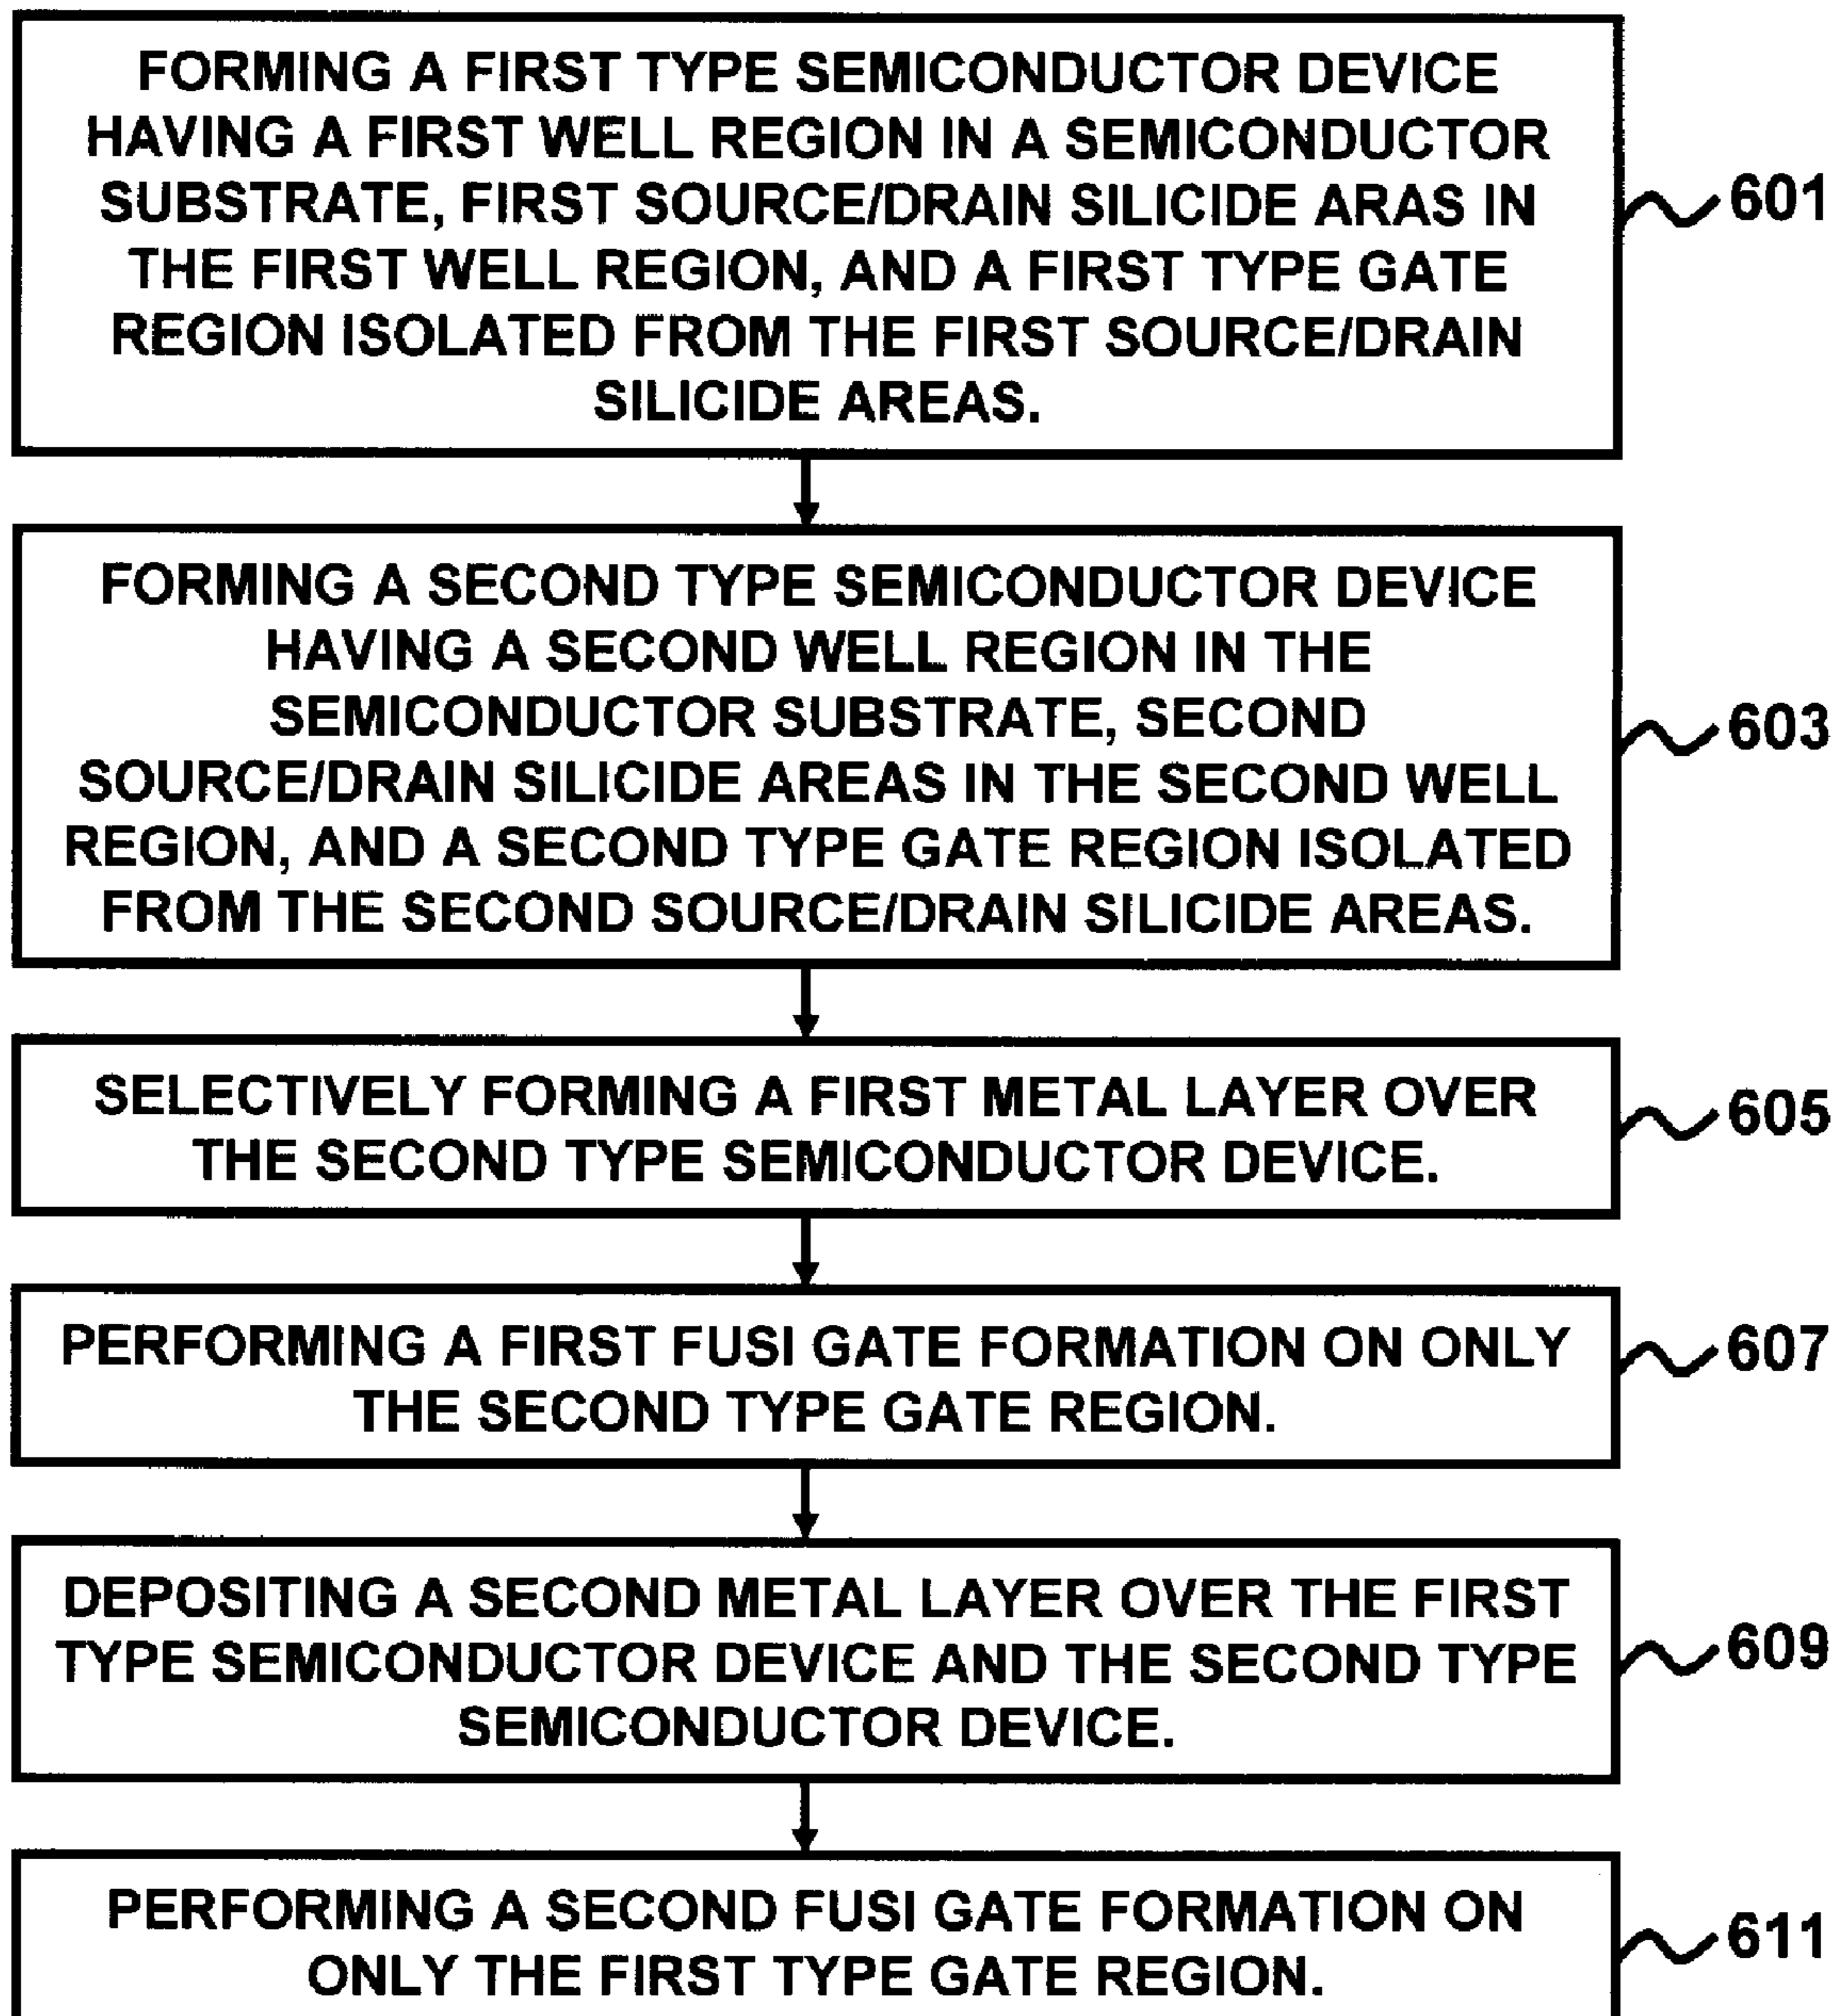 FORMING A FIRST TYPE SEMICONDUCTOR DEVICE
HAVING A FIRST WELL REGION IN A SEMICONDUCTOR
SUBSTRATE, FIRST SOURCE/DRAIN SILICIDE ARAS IN
THE FIRST WELL REGION, AND A FIRST TYPE GATE
REGION ISOLATED FROM THE FIRST SOURCE/DRAIN
SILICIDE AREAS.
601
FORMING A SECOND TYPE SEMICONDUCTOR DEVICE
HAVING A SECOND WELL REGION IN THE
SEMICONDUCTOR SUBSTRATE, SECOND
SOURCE/DRAIN SILICIDE AREAS IN THE SECOND WELL
REGION, AND A SECOND TYPE GATE REGION ISOLATED
FROM THE SECOND SOURCE/DRAIN SILICIDE AREAS.
603
SELECTIVELY FORMING A FIRST METAL LAYER OVER
THE SECOND TYPE SEMICONDUCTOR DEVICE.
605
PERFORMING A FIRST FUSI GATE FORMATION ON ONLY
THE SECOND TYPE GATE REGION.
607
DEPOSITING A SECOND METAL LAYER OVER THE FIRST
TYPE SEMICONDUCTOR DEVICE AND THE SECOND TYPE
SEMICONDUCTOR DEVICE.
609
PERFORMING A SECOND FUSI GATE FORMATION ON
ONLY THE FIRST TYPE GATE REGION.
611